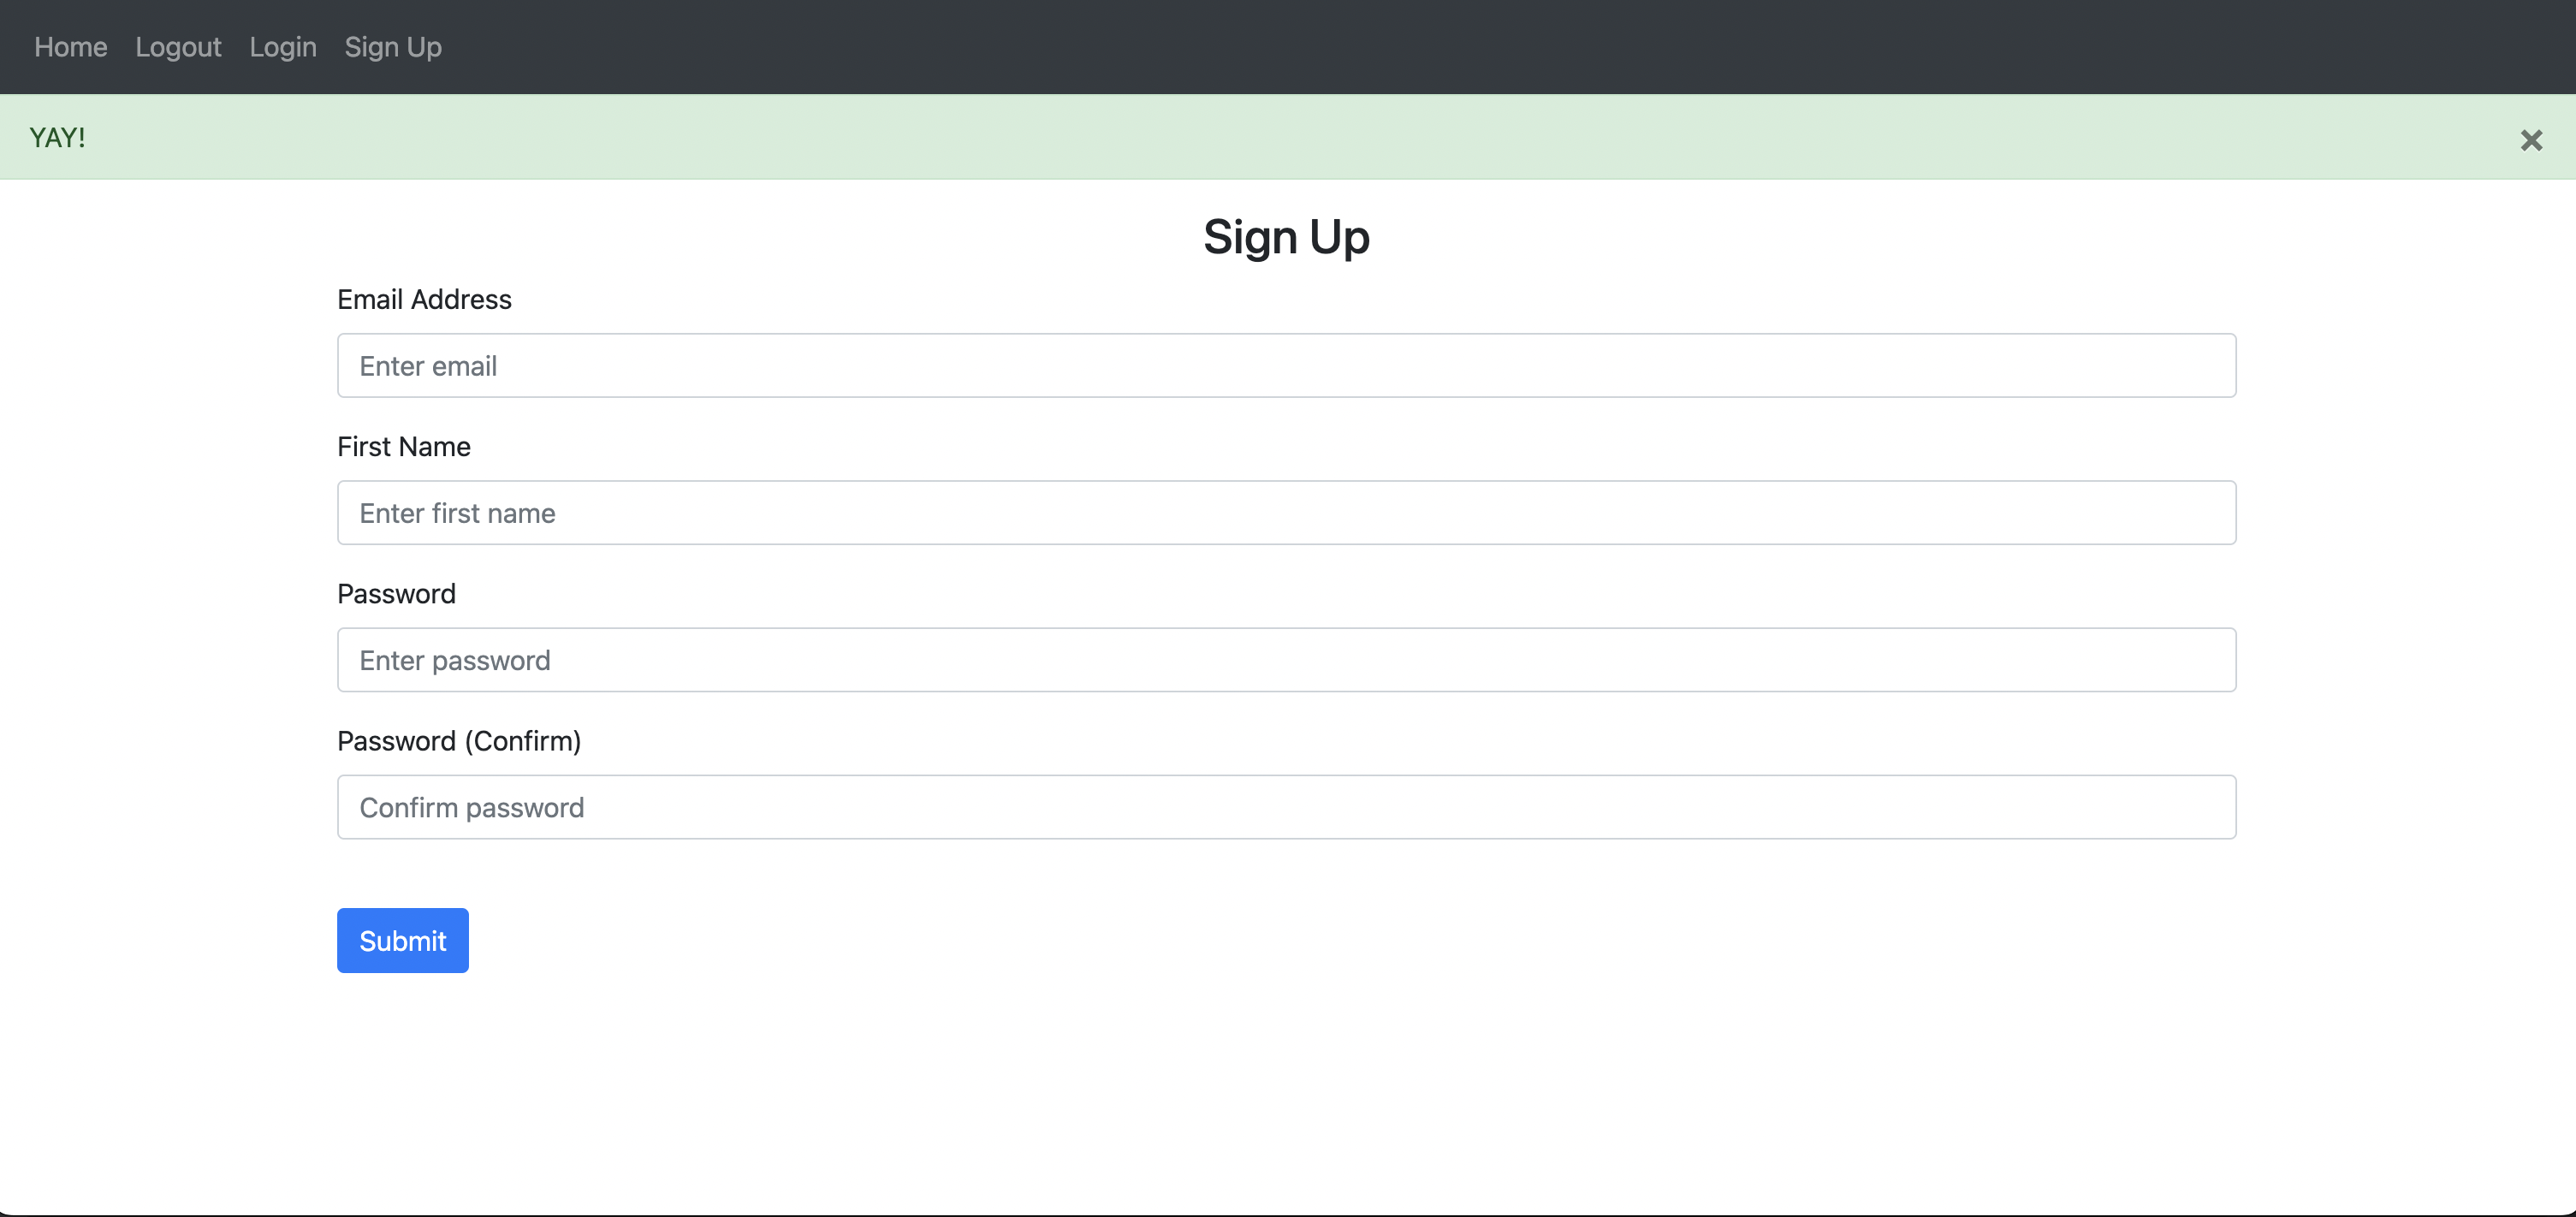 Home Logout Login Sign Up
YAY! ×
Sign Up
Email Address
Enter email
First Name
Enter first name
Password
Enter password
Password (Confirm)
Confirm password
Submit